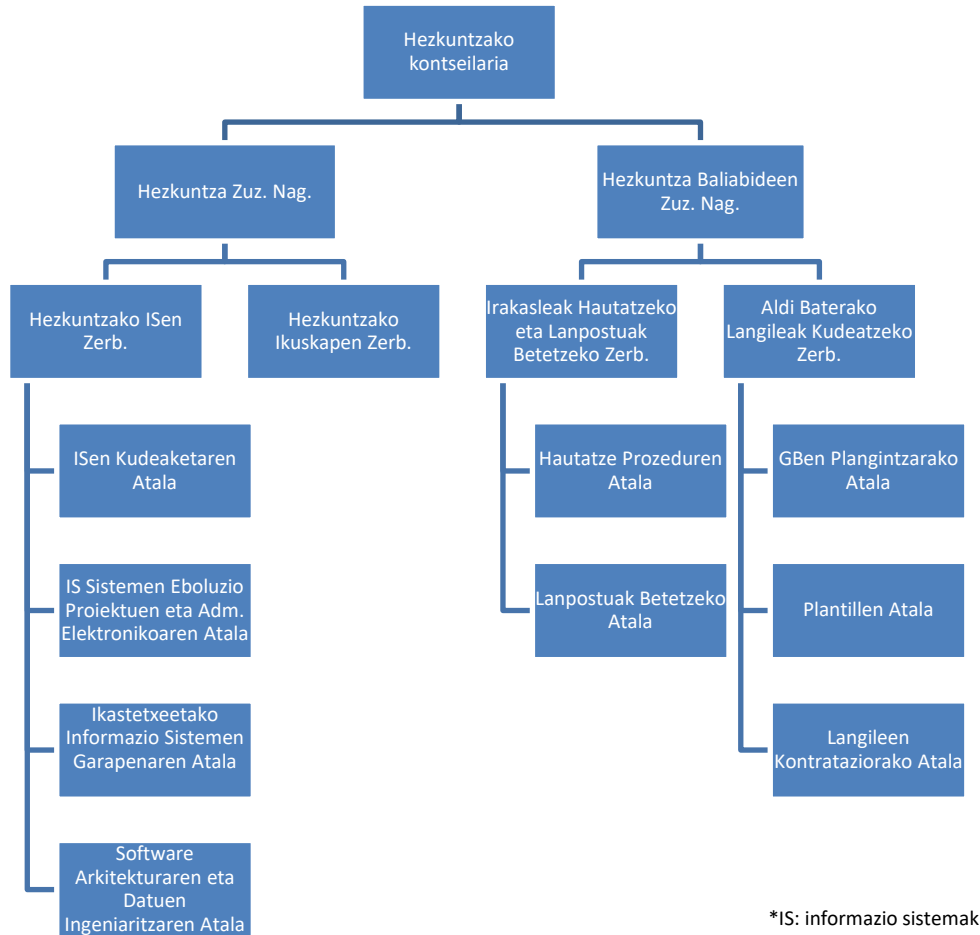 Hezkuntzako
kontseilaria
Hezkuntza Zuz. Nag.
Hezkuntza Baliabideen
Zuz. Nag.
Hezkuntzako ISen
Zerb.
Hezkuntzako
Ikuskapen Zerb.
Irakasleak Hautatzeko
eta Lanpostuak
Betetzeko Zerb.
Aldi Baterako
Langileak Kudeatzeko
Zerb.
ISen Kudeaketaren
Atala
IS Sistemen Eboluzio
Proiektuen eta Adm.
Elektronikoaren Atala
Ikastetxeetako
Informazio Sistemen
Garapenaren Atala
Software
Arkitekturaren eta
Datuen
Ingeniaritzaren Atala
Hautatze Prozeduren
Atala
Lanpostuak Betetzeko
Atala
GBen Plangintzarako
Atala
Plantillen Atala
Langileen
Kontrataziorako Atala
*IS: informazio sistemak